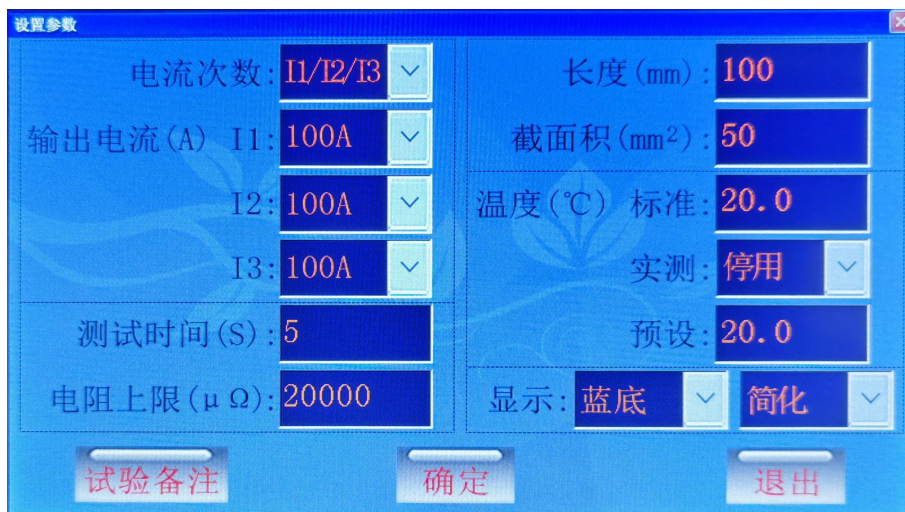 设置参数
电流次数: I1/I2/I3
输出电流(A) I1: 100A
I2: 100A
I3: 100A
测试时间(S): 5
电阻上限(μΩ): 20000
长度(mm): 100
截面积(mm²): 50
温度(℃) 标准: 20.0
实测: 停用
预设: 20.0
显示: 蓝底 简化
试验备注 确定 退出